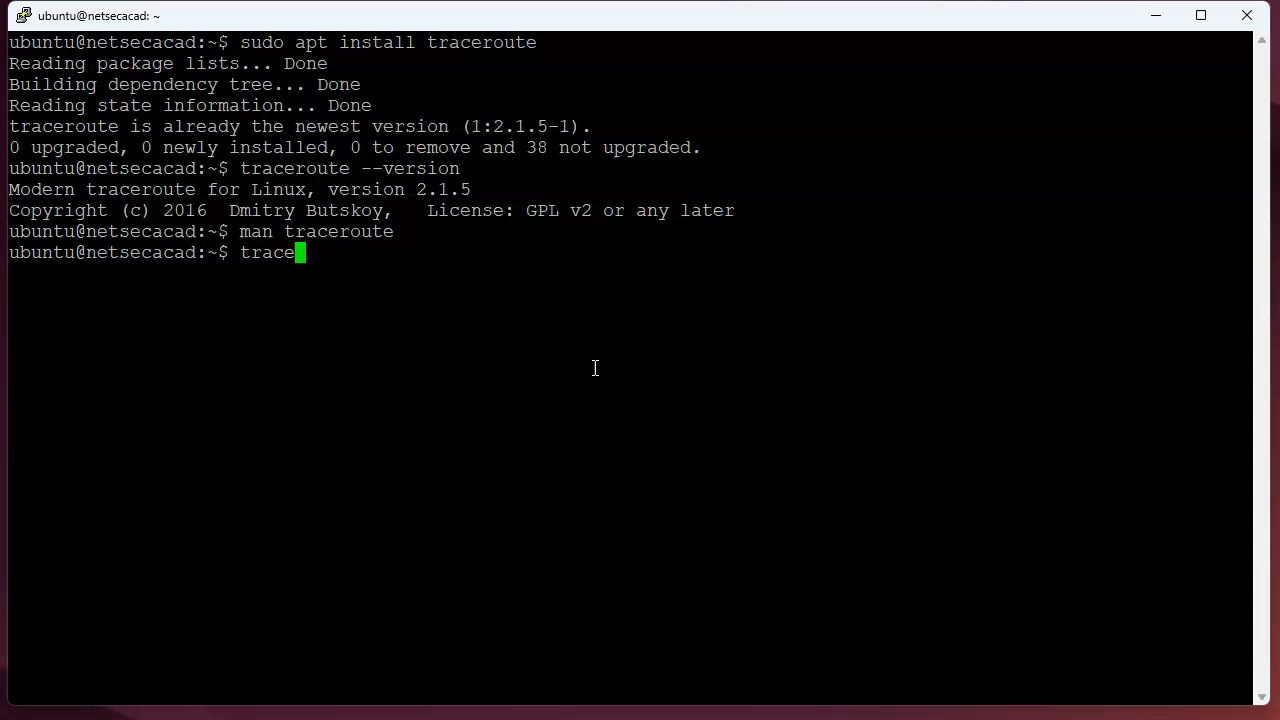 ubuntu@netsecacad: ~
ubuntu@netsecacad:~$ sudo apt install traceroute
Reading package lists... Done
Building dependency tree... Done
Reading state information... Done
traceroute is already the newest version (1:2.1.5-1).
0 upgraded, 0 newly installed, 0 to remove and 38 not upgraded.
ubuntu@netsecacad:~$ traceroute --version
Modern traceroute for Linux, version 2.1.5
Copyright (c) 2016  Dmitry Butskoy,   License: GPL v2 or any later
ubuntu@netsecacad:~$ man traceroute
ubuntu@netsecacad:~$ trace